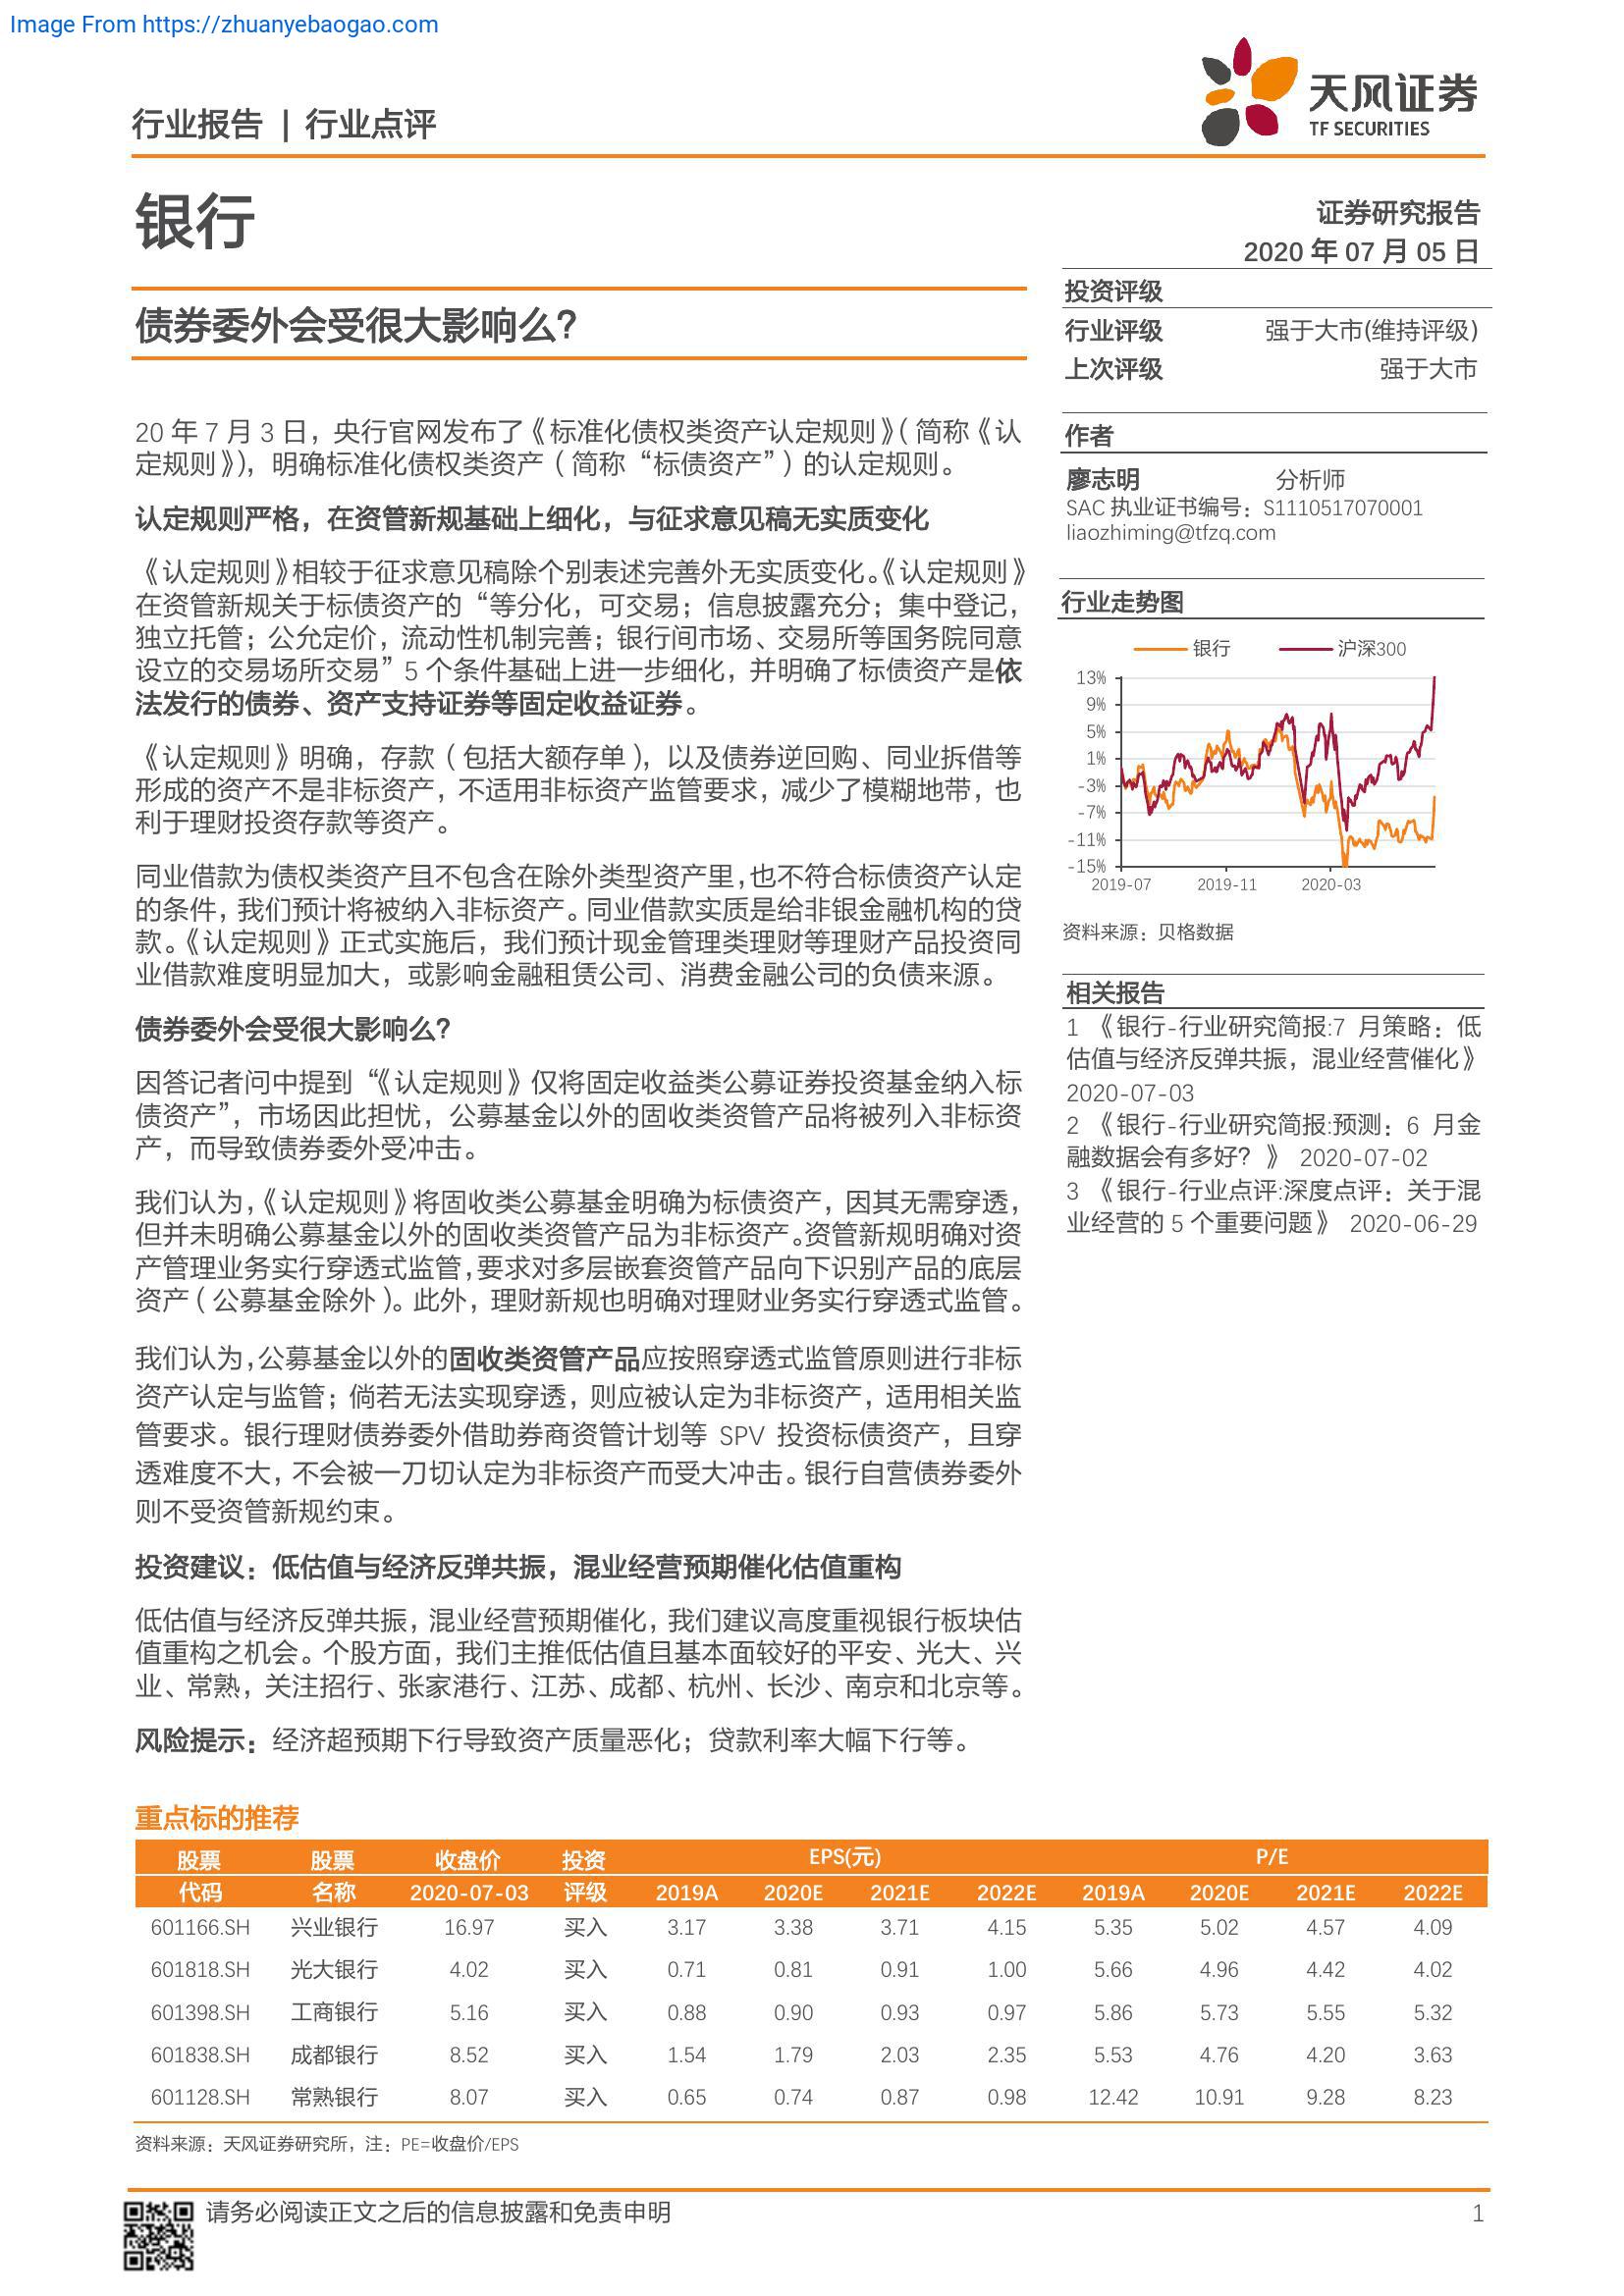 Image From https://zhuanyebaogao.com
行业报告 | 行业点评
天风证券
TF SECURITIES
银行
证券研究报告
2020 年 07 月 05 日
债券委外会受很大影响么？
投资评级
行业评级 强于大市(维持评级)
上次评级 强于大市
20 年 7 月 3 日，央行官网发布了《标准化债权类资产认定规则》（简称《认
定规则》），明确标准化债权类资产（简称“标债资产”）的认定规则。
认定规则严格，在资管新规基础上细化，与征求意见稿无实质变化
《认定规则》相较于征求意见稿除个别表述完善外无实质变化。《认定规则》
在资管新规关于标债资产的“等分化，可交易；信息披露充分；集中登记，
独立托管；公允定价，流动性机制完善；银行间市场、交易所等国务院同意
设立的交易场所交易”5 个条件基础上进一步细化，并明确了标债资产是依
法发行的债券、资产支持证券等固定收益证券。
《认定规则》明确，存款（包括大额存单），以及债券逆回购、同业拆借等
形成的资产不是非标资产，不适用非标资产监管要求，减少了模糊地带，也
利于理财投资存款等资产。
同业借款为债权类资产且不包含在除外类型资产里，也不符合标债资产认定
的条件，我们预计将被纳入非标资产。同业借款实质是给非银金融机构的贷
款。《认定规则》正式实施后，我们预计现金管理类理财等理财产品投资同
业借款难度明显加大，或影响金融租赁公司、消费金融公司的负债来源。
债券委外会受很大影响么？
因答记者问中提到“《认定规则》仅将固定收益类公募证券投资基金纳入标
债资产”，市场因此担忧，公募基金以外的固收类资管产品将被列入非标资
产，而导致债券委外受冲击。
我们认为，《认定规则》将固收类公募基金明确为标债资产，因其无需穿透，
但并未明确公募基金以外的固收类资管产品为非标资产。资管新规明确对资
产管理业务实行穿透式监管，要求对多层嵌套资管产品向下识别产品的底层
资产（公募基金除外）。此外，理财新规也明确对理财业务实行穿透式监管。
我们认为，公募基金以外的固收类资管产品应按照穿透式监管原则进行非标
资产认定与监管；倘若无法实现穿透，则应被认定为非标资产，适用相关监
管要求。银行理财债券委外借助券商资管计划等 SPV 投资标债资产，且穿
透难度不大，不会被一刀切认定为非标资产而受大冲击。银行自营债券委外
则不受资管新规约束。
投资建议：低估值与经济反弹共振，混业经营预期催化估值重构
低估值与经济反弹共振，混业经营预期催化，我们建议高度重视银行板块估
值重构之机会。个股方面，我们主推低估值且基本面较好的平安、光大、兴
业、常熟，关注招行、张家港行、江苏、成都、杭州、长沙、南京和北京等。
风险提示：经济超预期下行导致资产质量恶化；贷款利率大幅下行等。
作者
廖志明 分析师
SAC 执业证书编号：S1110517070001
liaozhiming@tfzq.com
行业走势图
银行 沪深300
13%
9%
5%
1%
-3%
-7%
-11%
-15%
2019-07 2019-11 2020-03
资料来源：贝格数据
相关报告
1 《银行-行业研究简报:7 月策略：低
估值与经济反弹共振，混业经营催化》
2020-07-03
2 《银行-行业研究简报:预测：6 月金
融数据会有多好？》 2020-07-02
3 《银行-行业点评:深度点评：关于混
业经营的 5 个重要问题》 2020-06-29
重点标的推荐
股票 股票 收盘价 投资 EPS(元) P/E
代码 名称 2020-07-03 评级 2019A 2020E 2021E 2022E 2019A 2020E 2021E 2022E
601166.SH 兴业银行 16.97 买入 3.17 3.38 3.71 4.15 5.35 5.02 4.57 4.09
601818.SH 光大银行 4.02 买入 0.71 0.81 0.91 1.00 5.66 4.96 4.42 4.02
601398.SH 工商银行 5.16 买入 0.88 0.90 0.93 0.97 5.86 5.73 5.55 5.32
601838.SH 成都银行 8.52 买入 1.54 1.79 2.03 2.35 5.53 4.76 4.20 3.63
601128.SH 常熟银行 8.07 买入 0.65 0.74 0.87 0.98 12.42 10.91 9.28 8.23
资料来源：天风证券研究所，注：PE=收盘价/EPS
请务必阅读正文之后的信息披露和免责申明 1